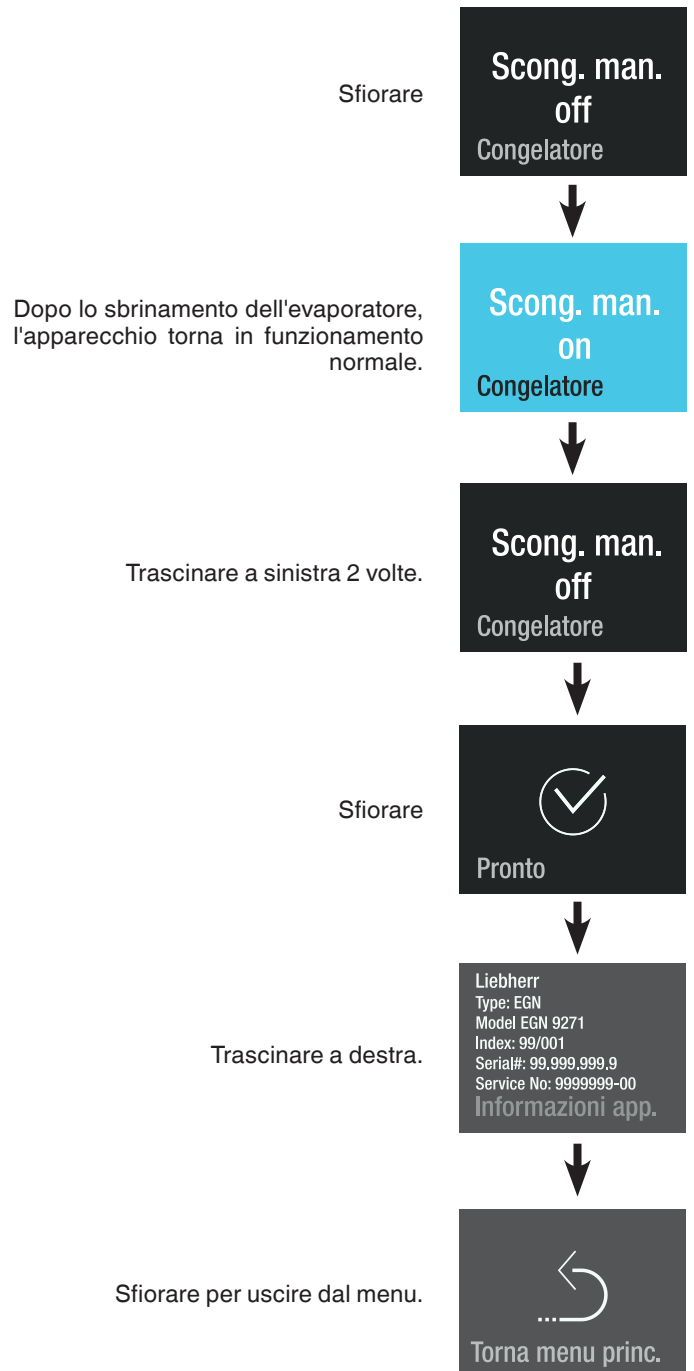 Sfiorare
Scong. man.
off
Congelatore
Dopo lo sbrinamento dell'evaporatore,
l'apparecchio torna in funzionamento
normale.
Scong. man.
on
Congelatore
Trascinare a sinistra 2 volte.
Scong. man.
off
Congelatore
Sfiorare
Pronto
Trascinare a destra.
Liebherr
Type: EGN
Model EGN 9271
Index: 99/001
Serial#: 99.999.999.9
Service No: 9999999-00
Informazioni app.
Sfiorare per uscire dal menu.
Torna menu princ.